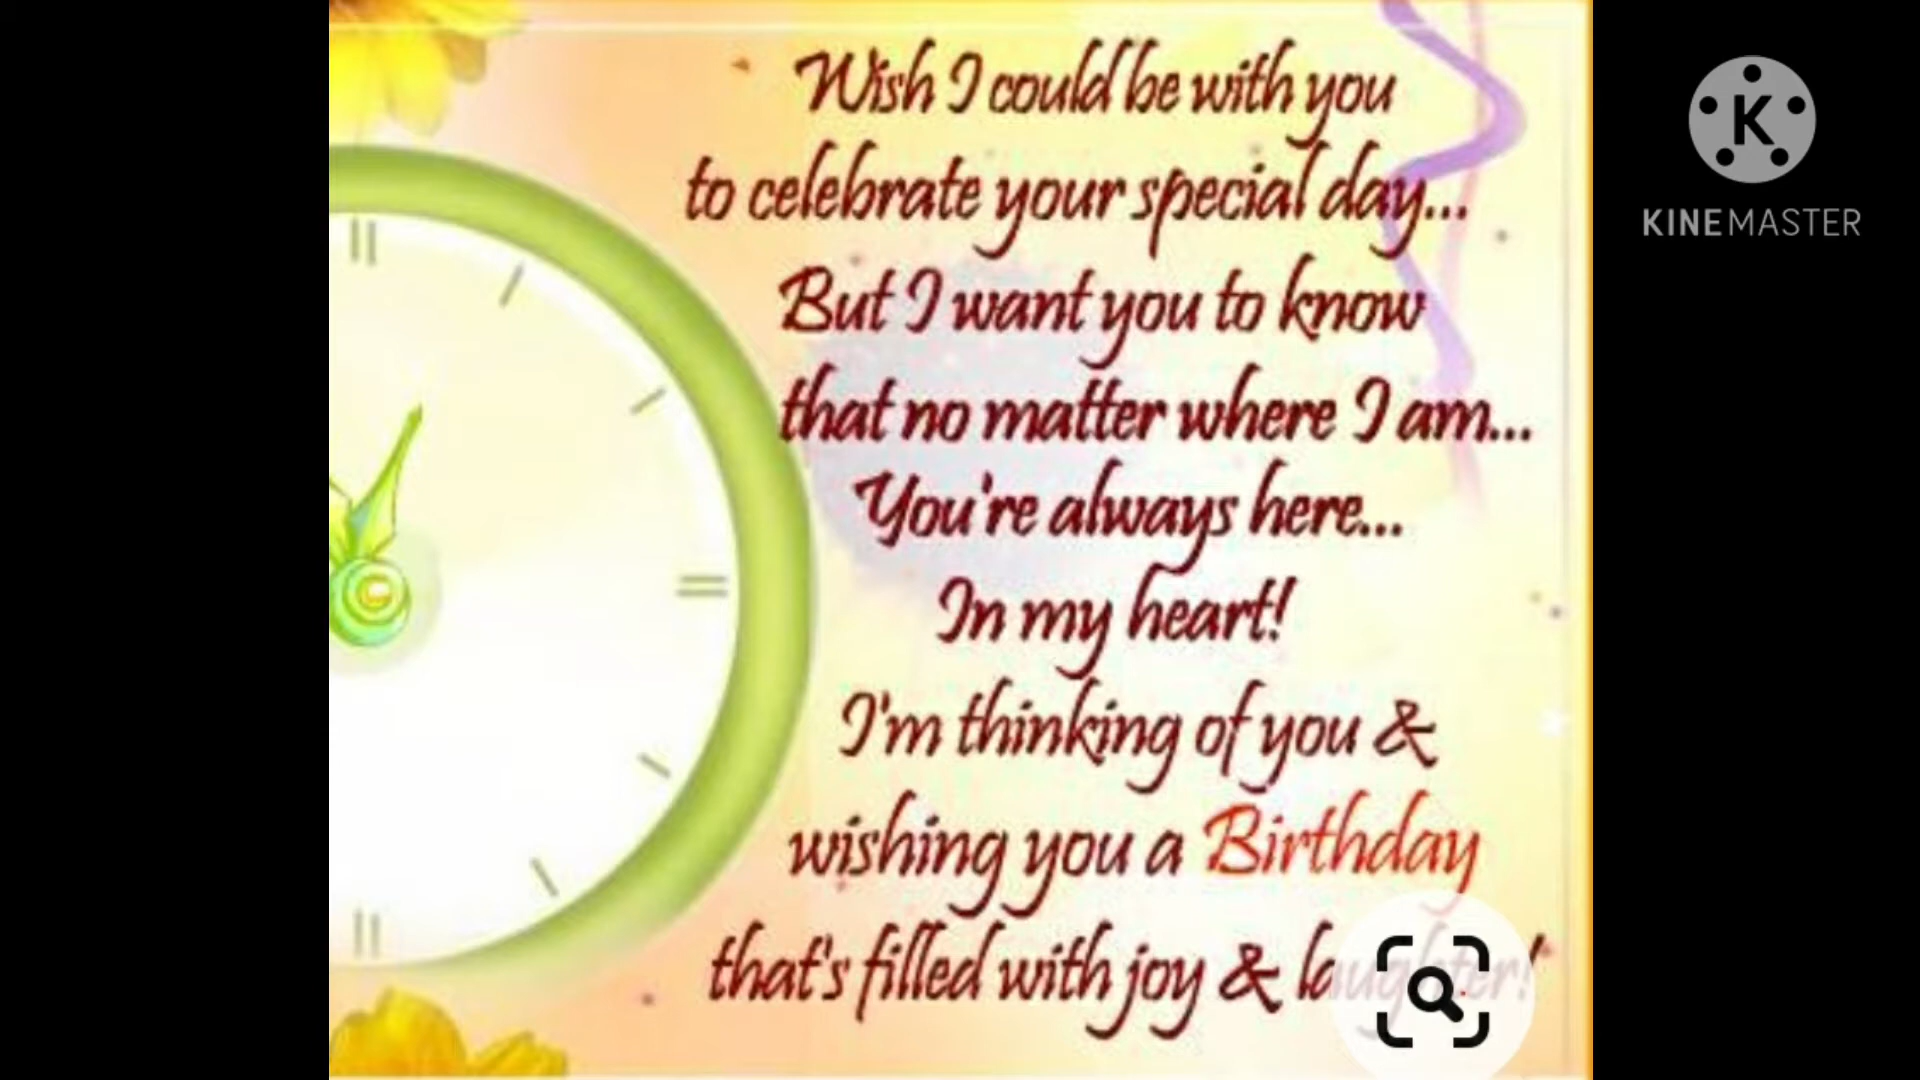 Wish I could be with you
to celebrate your special day...
But I want you to know
that no matter where I am...
You're always here...
In my heart!
I'm thinking of you &
wishing you a Birthday
that's filled with joy & laughter!
K
KINEMASTER